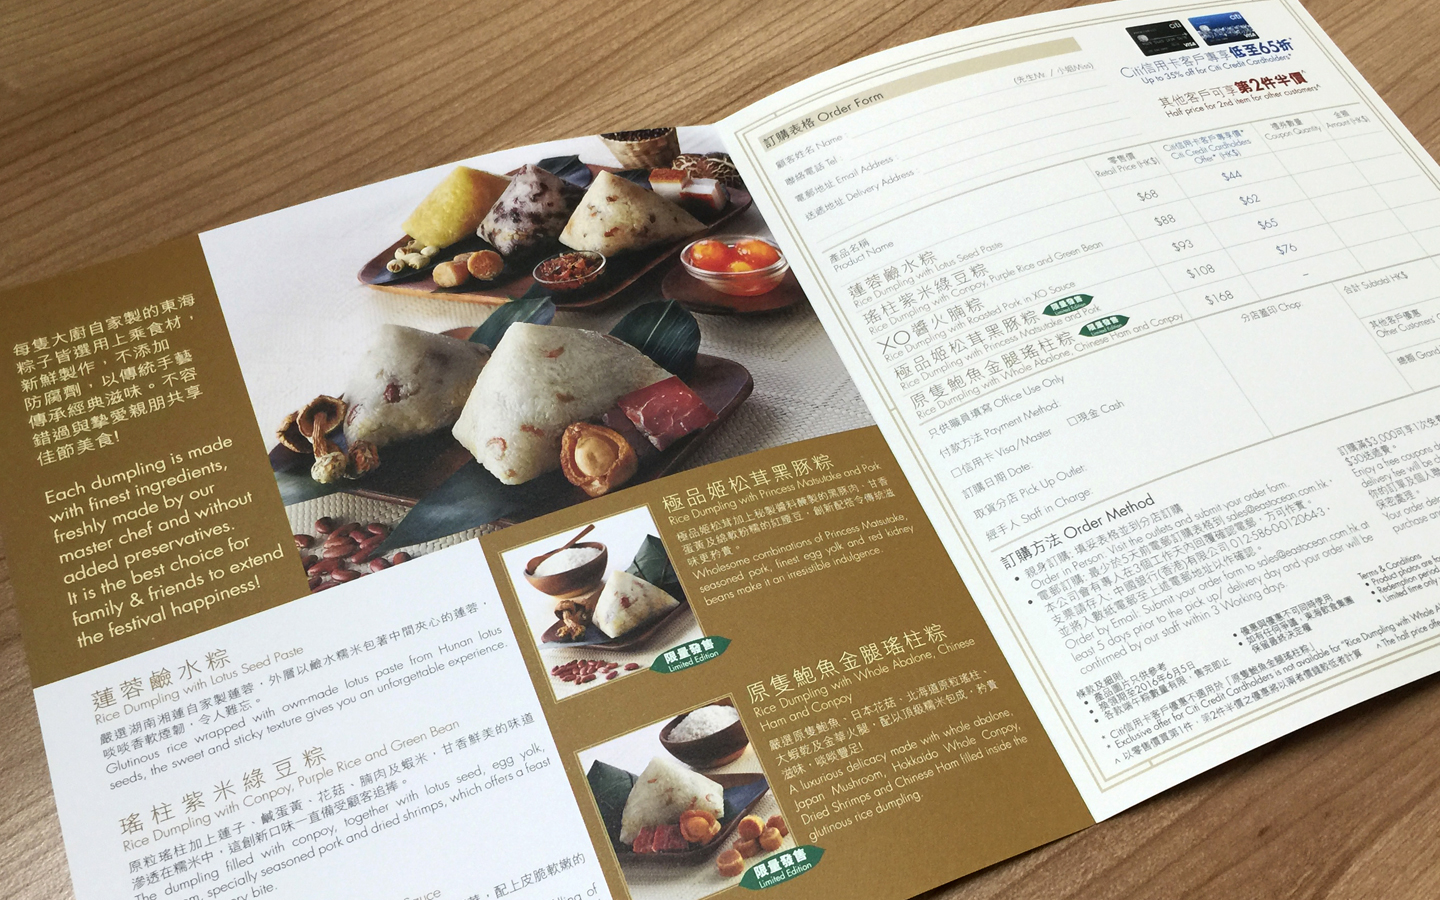 每隻大廚自家製的東海
粽子皆選用上乘食材，
新鮮製作，不添加
防腐劑，以傳統手藝
傳承經典滋味。不容
錯過與摯愛親朋共享
佳節美食!
Each dumpling is made
with finest ingredients,
freshly made by our
master chef and without
added preservatives.
It is the best choice for
family & friends to extend
the festival happiness!
蓮蓉鹼水粽
Rice Dumpling with Lotus Seed Paste
嚴選湖南湘蓮自家製蓮蓉，外層以鹼水糯米包著中間夾心的蓮蓉，
啖啖香軟煙韌，令人難忘。
Glutinous rice wrapped with own-made lotus paste from Hunan lotus
seeds, the sweet and sticky texture gives you an unforgettable experience.
瑤柱紫米綠豆粽
Rice Dumpling with Conpoy, Purple Rice and Green Bean
原粒瑤柱加上蓮子、鹹蛋黃、花菇、腩肉及蝦米，甘香鮮美的味道
滲透在糯米中，這創新口味一直備受顧客追捧。
The dumpling filled with conpoy, together with lotus seed, egg yolk,
specially seasoned pork and dried shrimps, which offers a feast
bite.
Sauce
，配上皮脆軟嫩的
of
極品姬松茸黑豚粽
Rice Dumpling with Princess Matsutake and Pork
極品姬松茸加上秘製醬料醃製的黑豚肉、甘香
蛋黃及綿軟粉糯的紅腰豆，創新配搭令傳統滋
味更矜貴。
Wholesome combinations of Princess Matsutake,
seasoned pork, finest egg yolk and red kidney
beans make it an irresistible indulgence.
限量發售
Limited Edition
原隻鮑魚金腿瑤柱粽
Rice Dumpling with Whole Abalone, Chinese
Ham and Conpoy
嚴選原隻鮑魚、日本花菇、北海道原粒瑤柱、
大蝦乾及金華火腿，配以頂級糯米包成，矜貴
滋味，啖啖豐足!
A luxurious delicacy made with whole abalone,
Japan Mushroom, Hokkaido Whole Conpoy,
Dried Shrimps and Chinese Ham filled inside the
glutinous rice dumpling.
限量發售
Limited Edition
citi
VISA
citi
VISA
Citi信用卡客戶專享低至65折*
Up to 35% off for Citi Credit Cardholders*
其他客戶可享第2件半價^
Half price for 2nd item for other customers^
訂購表格 Order Form
(先生Mr. / 小姐Miss)
顧客姓名 Name
聯絡電話 Tel
電郵地址 Email Address
送遞地址 Delivery Address
產品名稱
Product Name
零售價
Retail Price (HK$)
Citi信用卡客戶專享價*
Citi Credit Cardholders
Offer* (HK$)
禮券數量
Coupon Quantity
金額
Amount (HK$)
蓮蓉鹼水粽
Rice Dumpling with Lotus Seed Paste
$68
$44
瑤柱紫米綠豆粽
Rice Dumpling with Conpoy, Purple Rice and Green Bean
$88
$62
XO醬火腩粽
Rice Dumpling with Roasted Pork in XO Sauce
$93
$65
極品姬松茸黑豚粽 限量發售 Limited Edition
Rice Dumpling with Princess Matsutake and Pork
$108
$76
原隻鮑魚金腿瑤柱粽 限量發售 Limited Edition
Rice Dumpling with Whole Abalone, Chinese Ham and Conpoy
$168
–
只供職員填寫 Office Use Only
分店蓋印 Chop:
合計 Subtotal HK$
其他客戶優惠
Other Customers'
總額 Grand
付款方法 Payment Method:
□現金 Cash
□信用卡 Visa/Master
訂購日期 Date:
取貨分店 Pick Up Outlet:
經手人 Staff in Charge:
訂購方法 Order Method
• 親身訂購: 填妥表格並到分店訂購
Order in Person: Visit the outlets and submit your order form.
• 電郵訂購: 最少於5天前電郵訂購表格到 sales@eastocean.com.hk，
本公司會有專人在3個工作天內回覆確認電郵，方可作實。
支票請存入: 中國銀行(香港)有限公司 012-586-00120643-
並將入數紙電郵至上述電郵地址以作確認。
Order by Email: Submit your order form to sales@eastocean.com.hk at
least 5 days prior to the pick up/ delivery day and your order will be
confirmed by our staff within 3 Working days.
訂購滿$3,000可享1次免費
$30送遞費。
Enjoy a free coupons
delivery fee will be
你的訂單及個人
保密處理。
Your order
purchase
條款及細則
• 產品圖片只供參考
• 換領期至2016年6月5日
• 各款端午粽數量有限，售完即止
• 優惠與優惠不可同時使用
• 如有任何爭議，東海飲食集團
保留最終決定權
Terms & Conditions
• Product photos are for
• Redemption period
• Limited time only
* Citi信用卡客戶優惠不適用於「原隻鮑魚金腿瑤柱粽」
* Exclusive offer for Citi Credit Cardholders is not available for "Rice Dumpling with Whole
^ 以零售價買第1件，第2件半價之優惠將以兩者價錢較低者計算
^ The half price offer